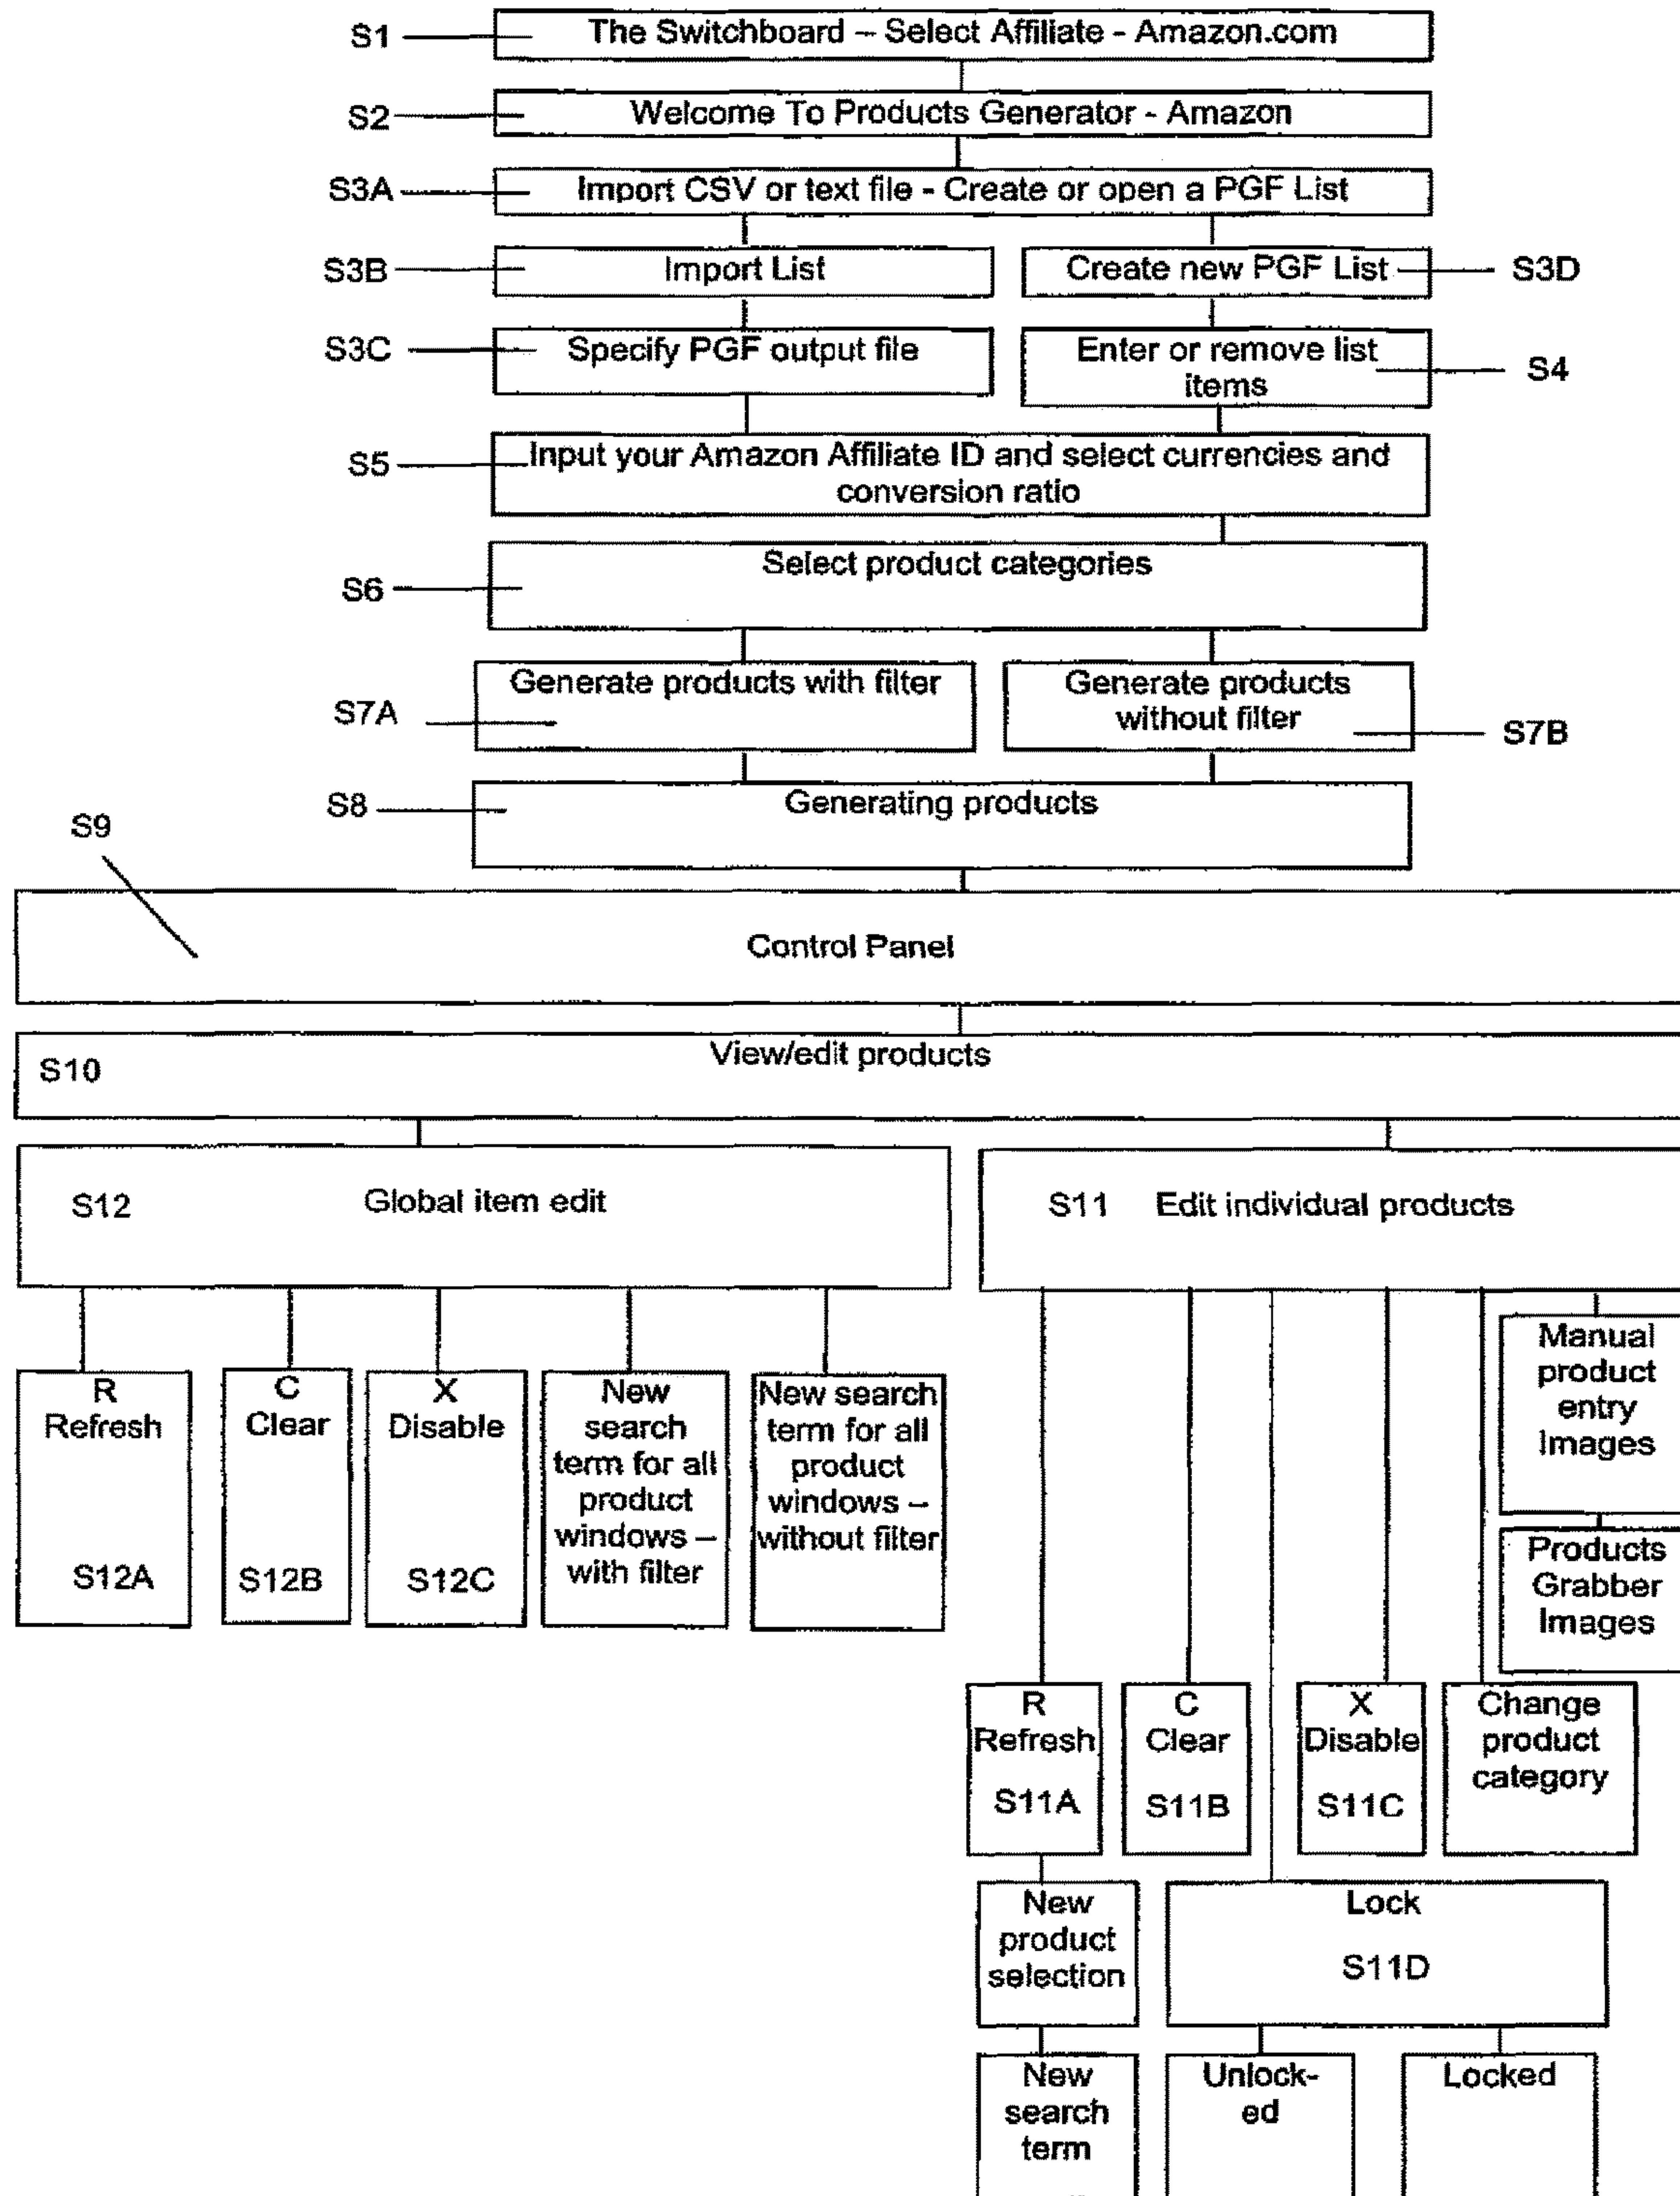 S1
The Switchboard – Select Affiliate - Amazon.com
S2
Welcome To Products Generator - Amazon
S3A
Import CSV or text file - Create or open a PGF List
S3B
Import List
Create new PGF List
S3D
S3C
Specify PGF output file
Enter or remove list
items
S4
S5
Input your Amazon Affiliate ID and select currencies and
conversion ratio
S6
Select product categories
S7A
Generate products with filter
Generate products
without filter
S7B
S8
Generating products
S9
Control Panel
S10
View/edit products
S12
Global item edit
S11
Edit individual products
R
Refresh
S12A
C
Clear
S12B
X
Disable
S12C
New
search
term for all
product
windows –
with filter
New search
term for all
product
windows –
without filter
Manual
product
entry
Images
Products
Grabber
Images
R
Refresh
S11A
C
Clear
S11B
X
Disable
S11C
Change
product
category
New
product
selection
Lock
S11D
New
search
term
Unlock-
ed
Locked